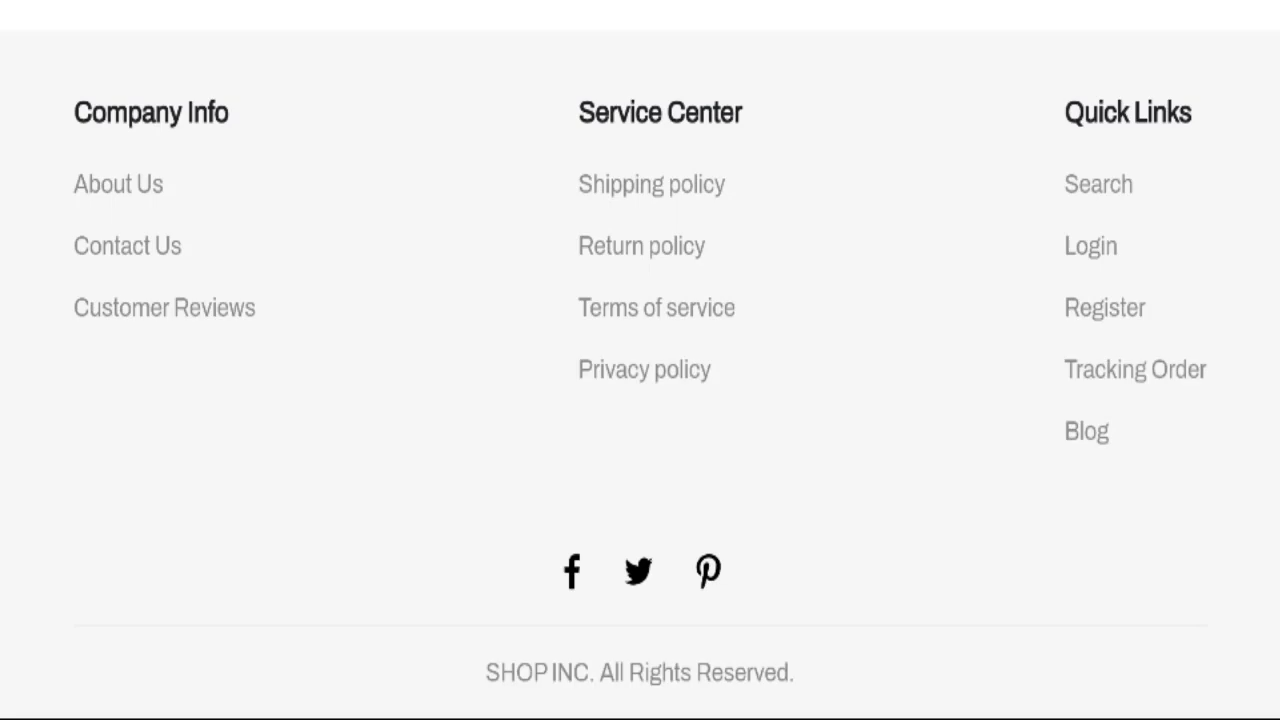 Company Info
About Us
Contact Us
Customer Reviews
Service Center
Shipping policy
Return policy
Terms of service
Privacy policy
Quick Links
Search
Login
Register
Tracking Order
Blog
SHOP INC. All Rights Reserved.